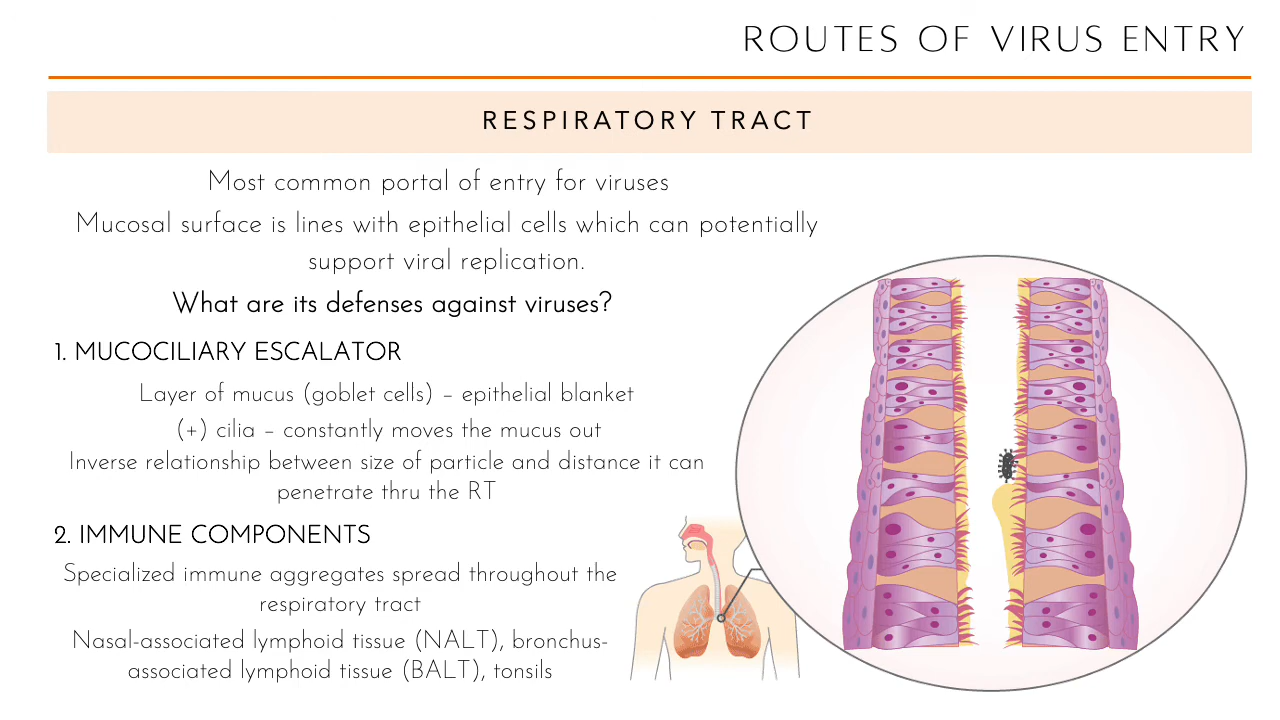 ROUTES OF VIRUS ENTRY
RESPIRATORY TRACT
Most common portal of entry for viruses
Mucosal surface is lines with epithelial cells which can potentially
support viral replication.
What are its defenses against viruses?
1. MUCOCILIARY ESCALATOR
Layer of mucus (goblet cells) – epithelial blanket
(+) cilia – constantly moves the mucus out
Inverse relationship between size of particle and distance it can
penetrate thru the RT
2. IMMUNE COMPONENTS
Specialized immune aggregates spread throughout the
respiratory tract
Nasal-associated lymphoid tissue (NALT), bronchus-
associated lymphoid tissue (BALT), tonsils